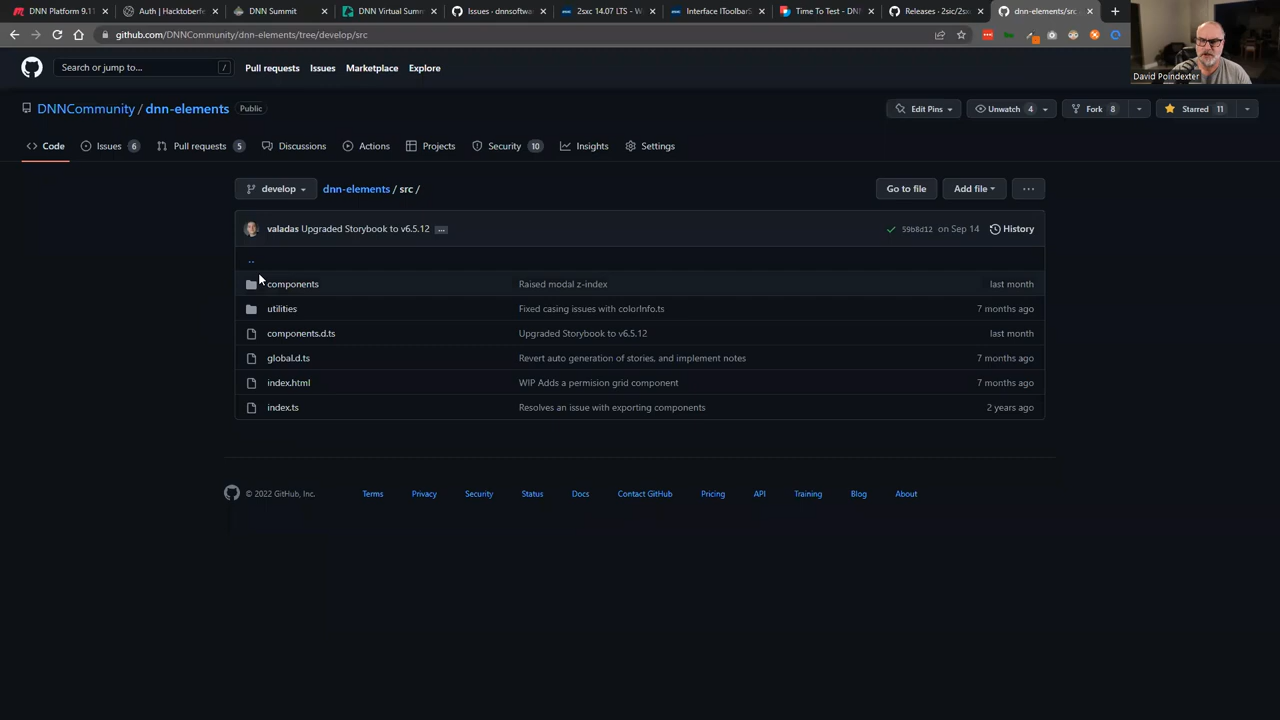 DNN Platform 9.11
Auth | Hacktoberfe
DNN Summit
DNN Virtual Summ
Issues · dnnsoftwa
2sxc 14.07 LTS - W
Interface IToolbarS
Time To Test – DN
Releases · 2sic/2sx
dnn-elements/src
github.com/DNNCommunity/dnn-elements/tree/develop/src
David Poindexter
Search or jump to...
/
Pull requests
Issues
Marketplace
Explore
DNNCommunity / dnn-elements
Public
Edit Pins
Unwatch 4
Fork 8
Starred 11
Code
Issues 6
Pull requests 5
Discussions
Actions
Projects
Security 10
Insights
Settings
develop
dnn-elements / src /
Go to file
Add file
...
valadas Upgraded Storybook to v6.5.12 ...
59b8d12 on Sep 14
History
..
components Raised modal z-index last month
utilities Fixed casing issues with colorInfo.ts 7 months ago
components.d.ts Upgraded Storybook to v6.5.12 last month
global.d.ts Revert auto generation of stories, and implement notes 7 months ago
index.html WIP Adds a permision grid component 7 months ago
index.ts Resolves an issue with exporting components 2 years ago
© 2022 GitHub, Inc.
Terms
Privacy
Security
Status
Docs
Contact GitHub
Pricing
API
Training
Blog
About